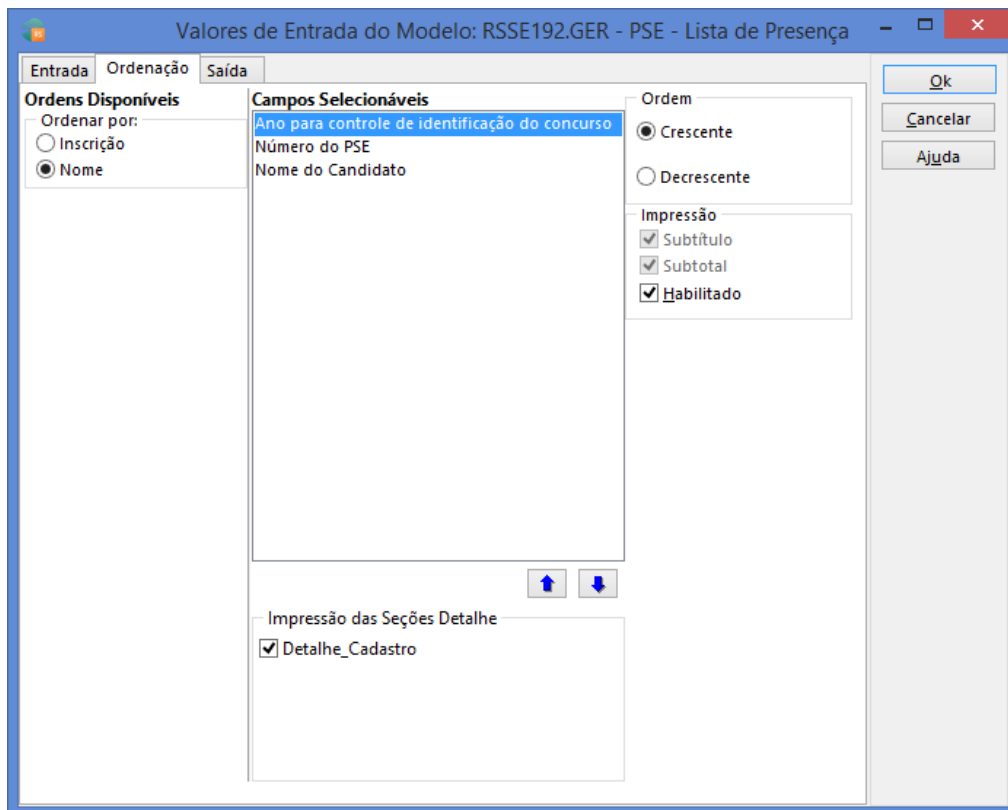 RS
Valores de Entrada do Modelo: RSSE192.GER - PSE - Lista de Presença
Entrada
Ordenação
Saída
Ordens Disponíveis
Ordenar por:
Inscrição
Nome
Campos Selecionáveis
Ano para controle de identificação do concurso
Número do PSE
Nome do Candidato
Ordem
Crescente
Decrescente
Impressão
Subtítulo
Subtotal
Habilitado
Impressão das Seções Detalhe
Detalhe_Cadastro
Ok
Cancelar
Ajuda